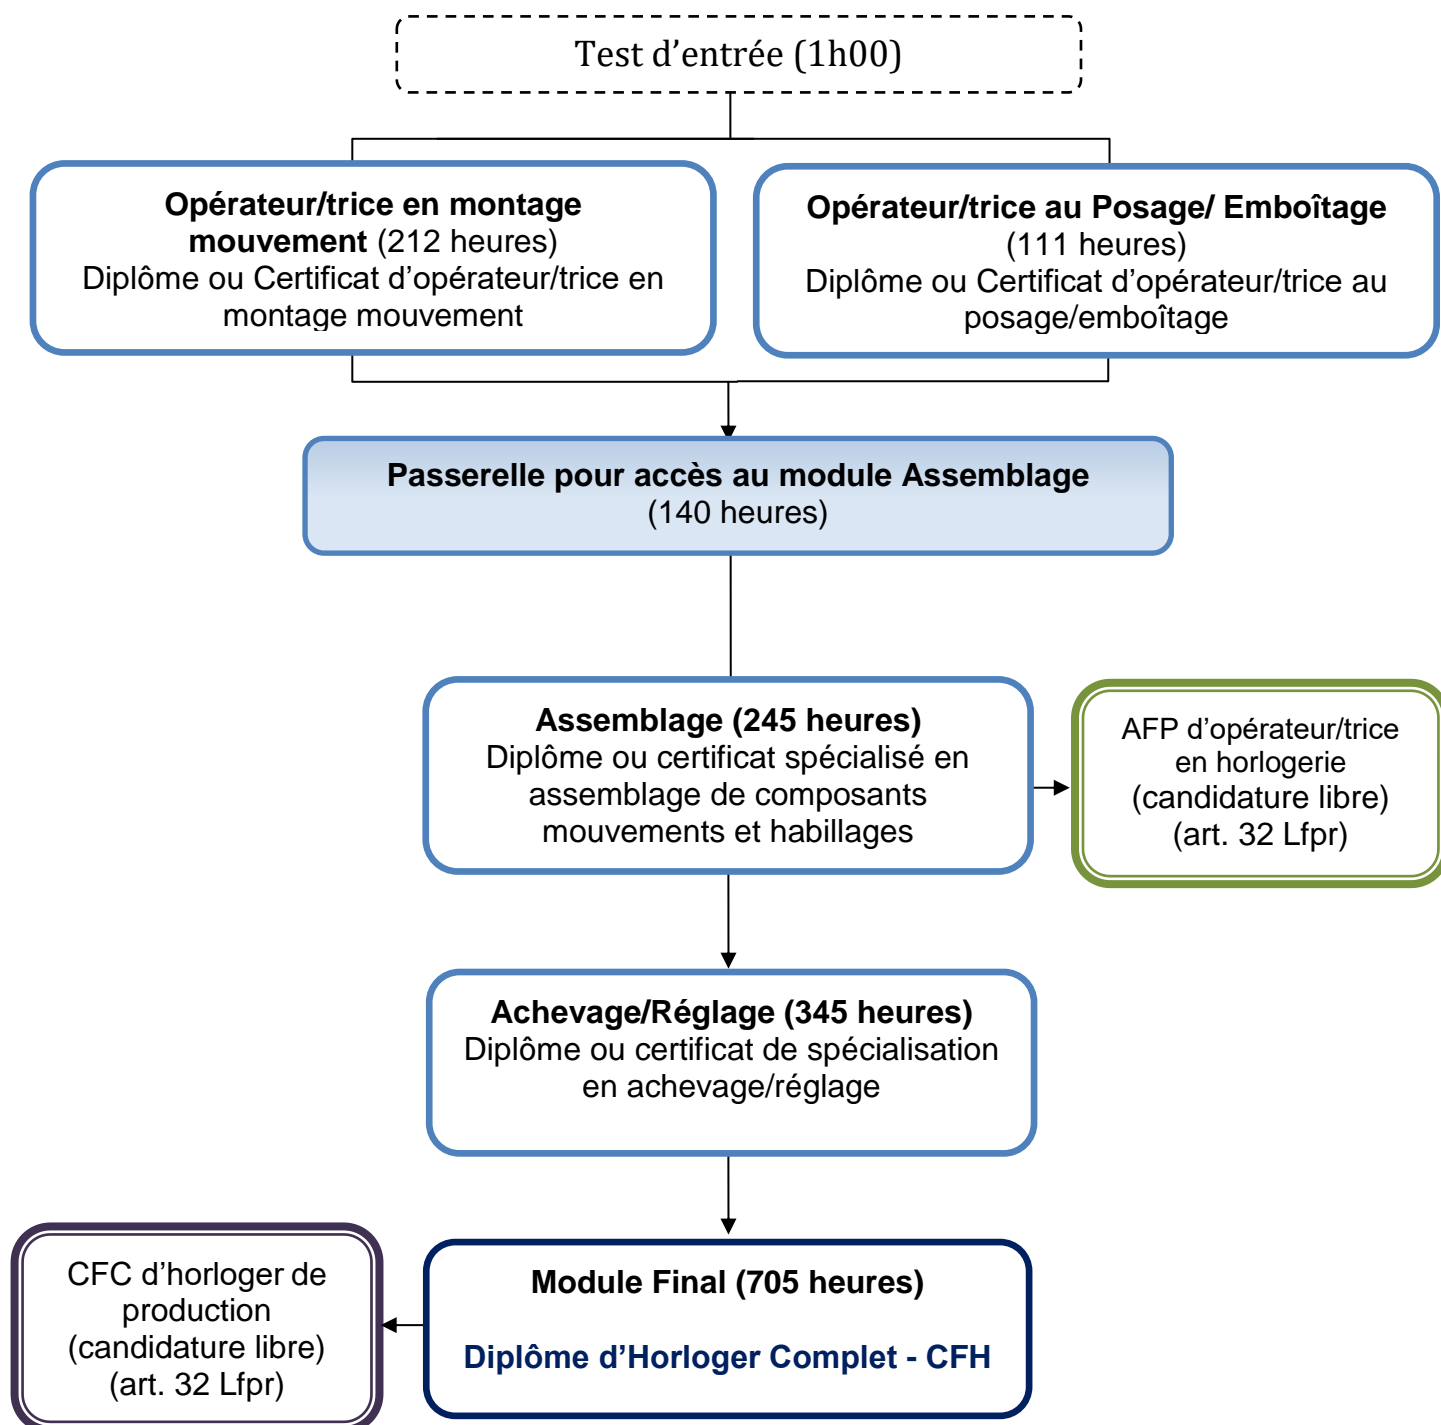 Test d’entrée (1h00)
Opérateur/trice en montage
mouvement (212 heures)
Diplôme ou Certificat d’opérateur/trice en
montage mouvement
Opérateur/trice au Posage/ Emboîtage
(111 heures)
Diplôme ou Certificat d’opérateur/trice au
posage/emboîtage
Passerelle pour accès au module Assemblage
(140 heures)
Assemblage (245 heures)
Diplôme ou certificat spécialisé en
assemblage de composants
mouvements et habillages
AFP d’opérateur/trice
en horlogerie
(candidature libre)
(art. 32 Lfpr)
Achevage/Réglage (345 heures)
Diplôme ou certificat de spécialisation
en achevage/réglage
CFC d’horloger de
production
(candidature libre)
(art. 32 Lfpr)
Module Final (705 heures)
Diplôme d’Horloger Complet - CFH